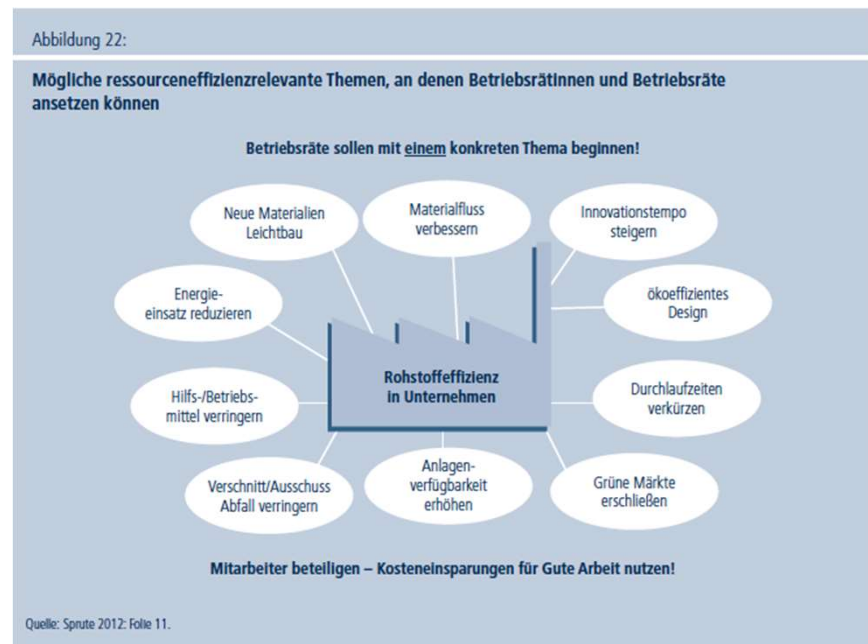 Abbildung 22:
Mögliche ressourceneffizienzrelevante Themen, an denen Betriebsrätinnen und Betriebsräte
ansetzen können
Betriebsräte sollen mit einem konkreten Thema beginnen!
Neue Materialien
Leichtbau
Materialfluss
verbessern
Innovationstempo
steigern
Energie-
einsatz reduzieren
ökoeffizientes
Design
Rohstoffeffizienz
in Unternehmen
Hilfs-/Betriebs-
mittel verringern
Durchlaufzeiten
verkürzen
Verschnitt/Ausschuss
Abfall verringern
Anlagen-
verfügbarkeit
erhöhen
Grüne Märkte
erschließen
Mitarbeiter beteiligen – Kosteneinsparungen für Gute Arbeit nutzen!
Quelle: Sprute 2012: Folie 11.